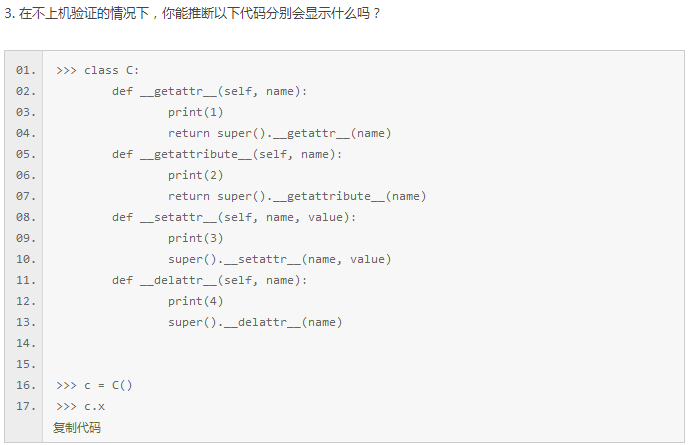 3. 在不上机验证的情况下，你能推断以下代码分别会显示什么吗？
01. >>> class C:
02.         def __getattr__(self, name):
03.                 print(1)
04.                 return super().__getattr__(name)
05.         def __getattribute__(self, name):
06.                 print(2)
07.                 return super().__getattribute__(name)
08.         def __setattr__(self, name, value):
09.                 print(3)
10.                 super().__setattr__(name, value)
11.         def __delattr__(self, name):
12.                 print(4)
13.                 super().__delattr__(name)
14.
15.
16. >>> c = C()
17. >>> c.x
复制代码